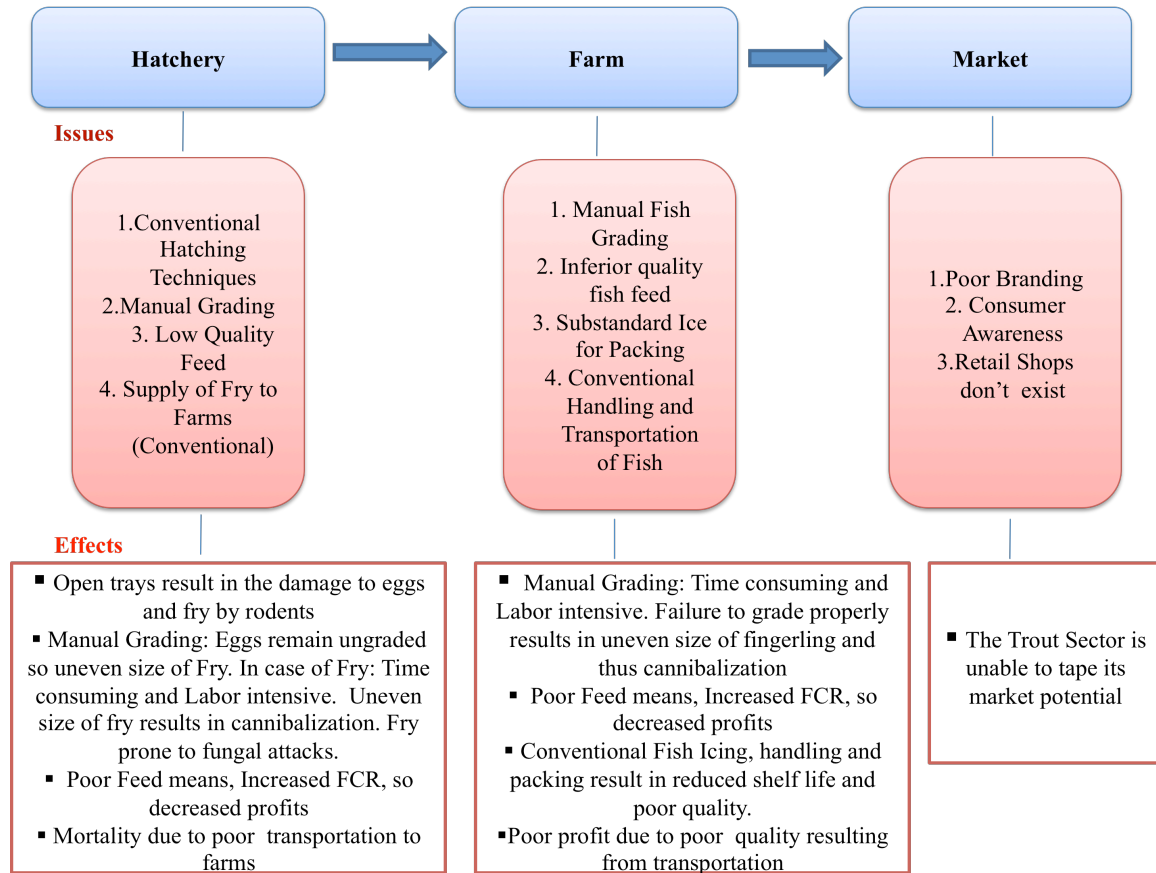 Hatchery
Farm
Market
Issues
1.Conventional
Hatching
Techniques
2.Manual Grading
3. Low Quality
Feed
4. Supply of Fry to
Farms
(Conventional)
1. Manual Fish
Grading
2. Inferior quality
fish feed
3. Substandard Ice
for Packing
4. Conventional
Handling and
Transportation
of Fish
1.Poor Branding
2. Consumer
Awareness
3.Retail Shops
don’t exist
Effects
▪ Open trays result in the damage to eggs
and fry by rodents
▪ Manual Grading: Eggs remain ungraded
so uneven size of Fry. In case of Fry: Time
consuming and Labor intensive. Uneven
size of fry results in cannibalization. Fry
prone to fungal attacks.
▪ Poor Feed means, Increased FCR, so
decreased profits
▪ Mortality due to poor transportation to
farms
▪ Manual Grading: Time consuming and
Labor intensive. Failure to grade properly
results in uneven size of fingerling and
thus cannibalization
▪ Poor Feed means, Increased FCR, so
decreased profits
▪ Conventional Fish Icing, handling and
packing result in reduced shelf life and
poor quality.
▪Poor profit due to poor quality resulting
from transportation
▪ The Trout Sector is
unable to tape its
market potential